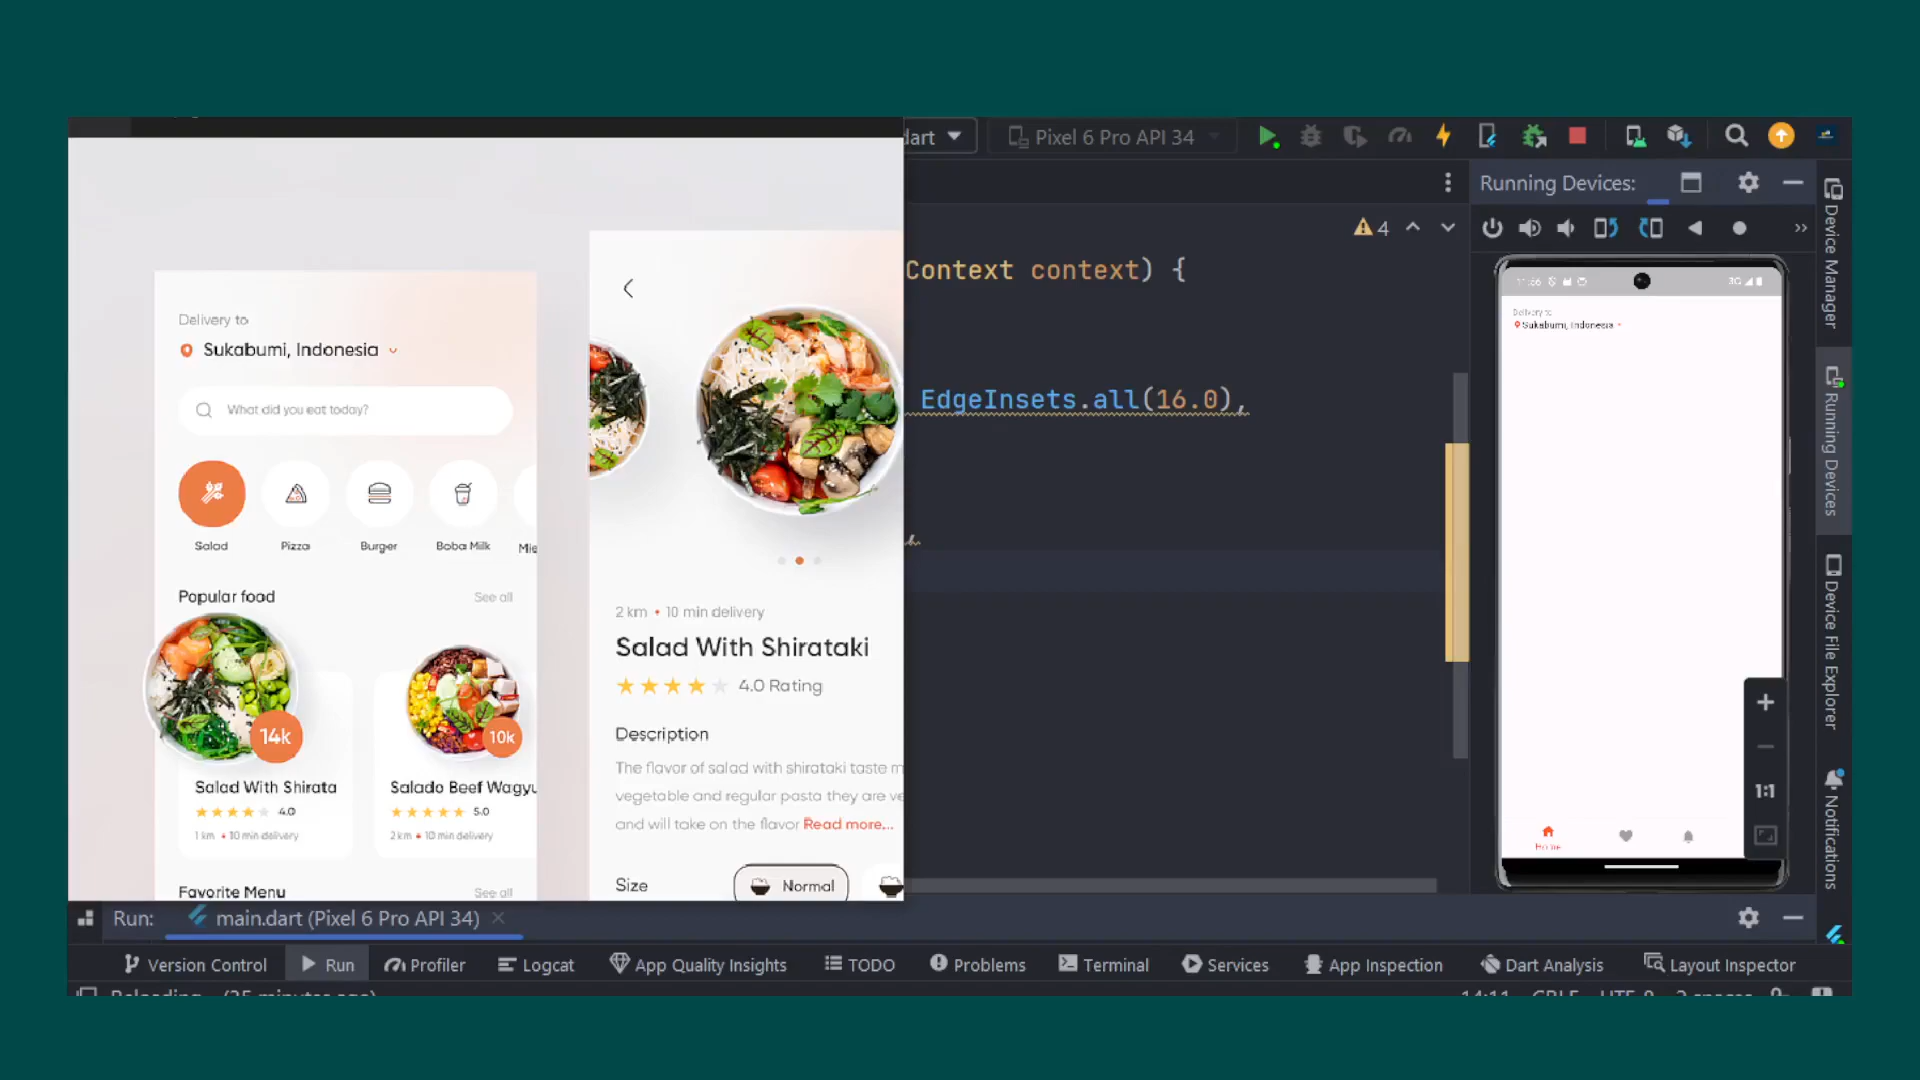 dart
Pixel 6 Pro API 34
Running Devices:
4
Context context) {
EdgeInsets.all(16.0),
Delivery to
Sukabumi, Indonesia
What did you eat today?
Salad
Pizza
Burger
Boba Milk
Mie
Popular food
See all
14k
10k
Salad With Shirata
4.0
1 km • 10 min delivery
Salado Beef Wagyu
5.0
2 km • 10 min delivery
Favorite Menu
See all
2 km • 10 min delivery
Salad With Shirataki
4.0 Rating
Description
The flavor of salad with shirataki taste m
vegetable and regular pasta they are ve
and will take on the flavor Read more...
Size
Normal
11:56
3G
Delivery to
Sukabumi, Indonesia
Home
1:1
Device Manager
Running Devices
Device File Explorer
Notifications
Run:
main.dart (Pixel 6 Pro API 34)
Version Control
Run
Profiler
Logcat
App Quality Insights
TODO
Problems
Terminal
Services
App Inspection
Dart Analysis
Layout Inspector